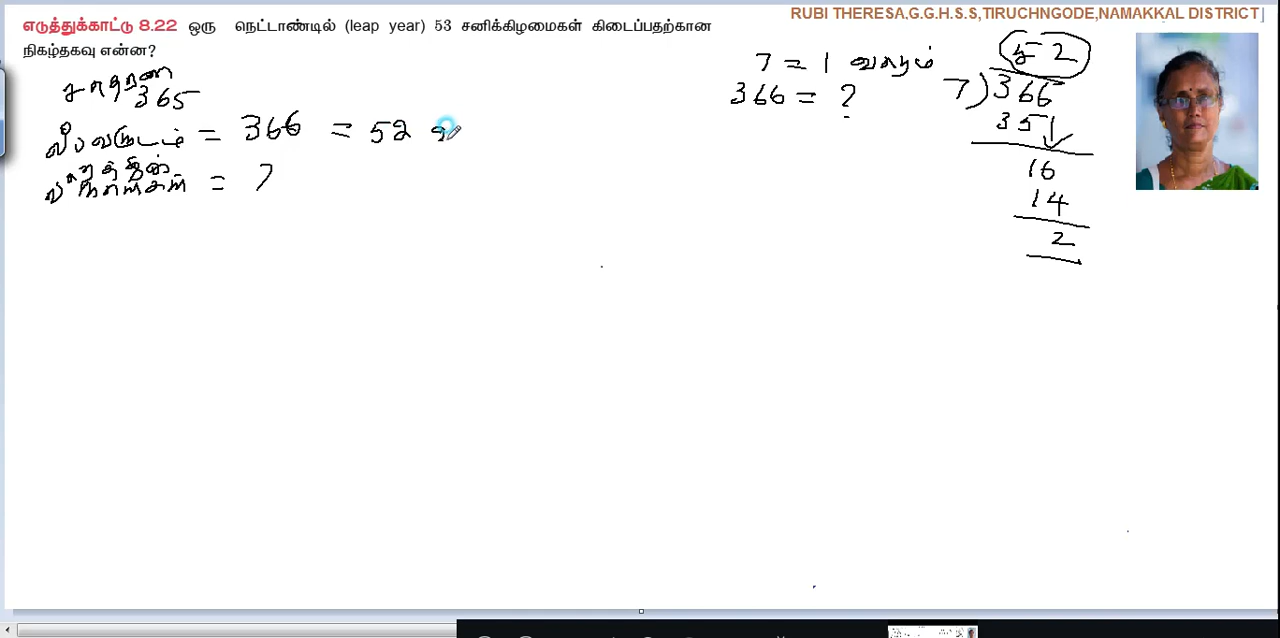 RUBI THERESA.G.G.H.S.S,TIRUCHNGODE,NAMAKKAL DISTRICT
எடுத்துக்காட்டு 8.22 ஒரு நெட்டாண்டில் (leap year) 53 சனிக்கிழமைகள் கிடைப்பதற்கான
நிகழ்தகவு என்ன?
சாதாரண
365
லீப் வருடம் = 366 = 52 வ
வாரத்தின்
நாள்கள் = 7
7 = 1 வாரம்
366 = ?
52
7) 366
35
16
14
2